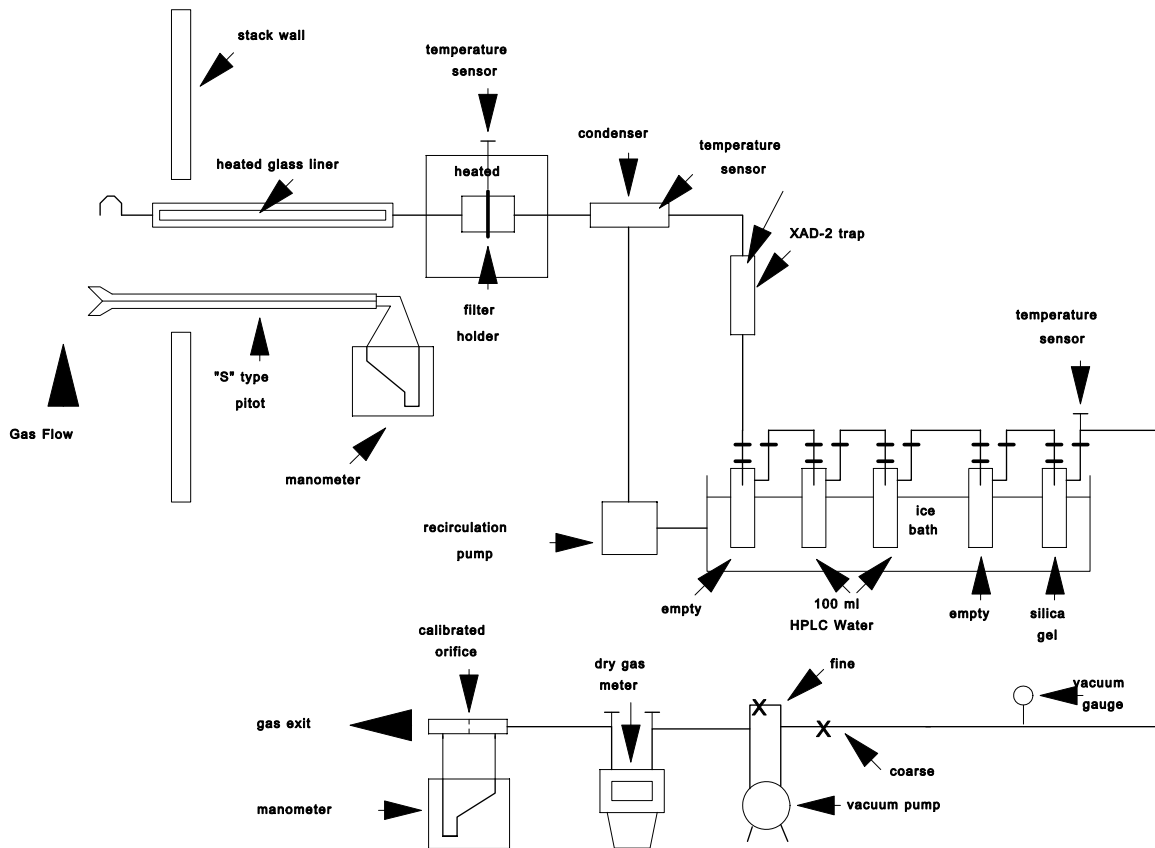 stack wall
temperature
sensor
condenser
temperature
sensor
heated glass liner
heated
XAD-2 trap
filter
holder
temperature
sensor
"S" type
pitot
Gas Flow
manometer
ice
bath
recirculation
pump
empty
100 ml
HPLC Water
empty
silica
gel
calibrated
orifice
dry gas
meter
fine
vacuum
gauge
gas exit
coarse
manometer
vacuum pump
X
X